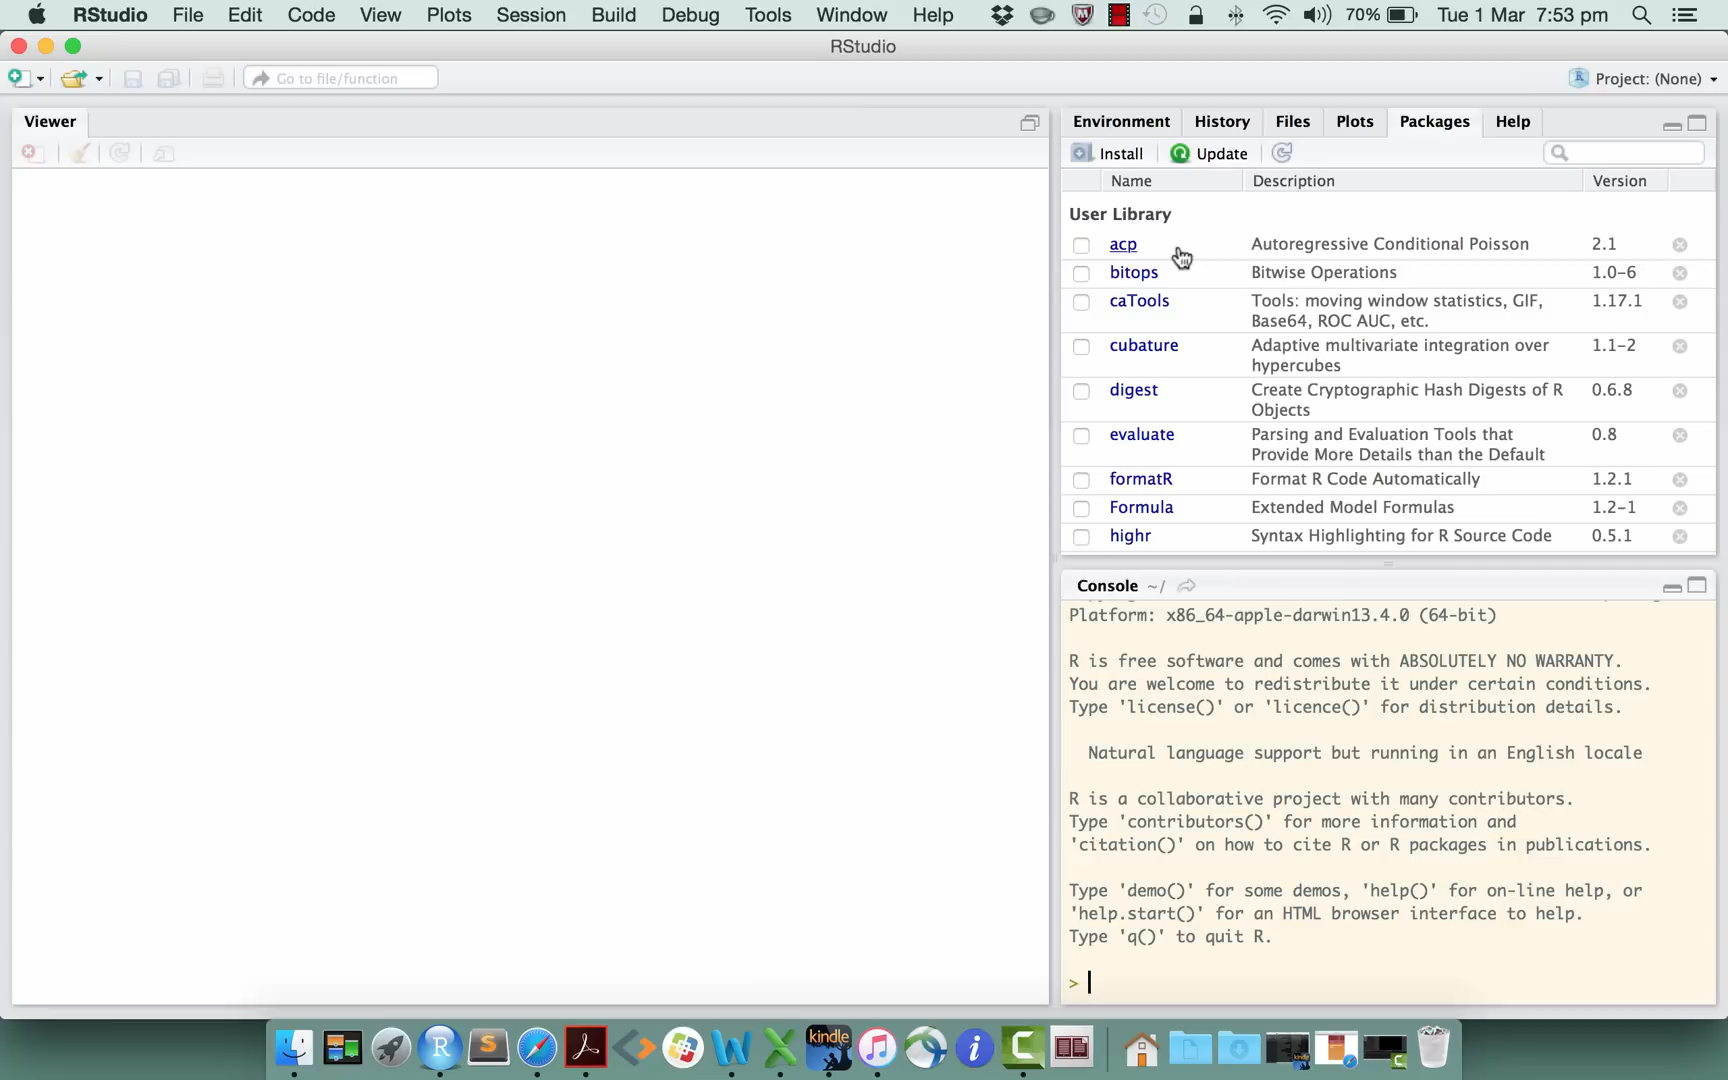 RStudio File Edit Code View Plots Session Build Debug Tools Window Help 70% Tue 1 Mar 7:53 pm
RStudio
Go to file/function Project: (None)
Viewer
Environment History Files Plots Packages Help
Install Update
Name Description Version
User Library
acp Autoregressive Conditional Poisson 2.1
bitops Bitwise Operations 1.0-6
caTools Tools: moving window statistics, GIF, 1.17.1
Base64, ROC AUC, etc.
cubature Adaptive multivariate integration over 1.1-2
hypercubes
digest Create Cryptographic Hash Digests of R 0.6.8
Objects
evaluate Parsing and Evaluation Tools that 0.8
Provide More Details than the Default
formatR Format R Code Automatically 1.2.1
Formula Extended Model Formulas 1.2-1
highr Syntax Highlighting for R Source Code 0.5.1
Console ~/
Platform: x86_64-apple-darwin13.4.0 (64-bit)
R is free software and comes with ABSOLUTELY NO WARRANTY.
You are welcome to redistribute it under certain conditions.
Type 'license()' or 'licence()' for distribution details.
Natural language support but running in an English locale
R is a collaborative project with many contributors.
Type 'contributors()' for more information and
'citation()' on how to cite R or R packages in publications.
Type 'demo()' for some demos, 'help()' for on-line help, or
'help.start()' for an HTML browser interface to help.
Type 'q()' to quit R.
>
kindle